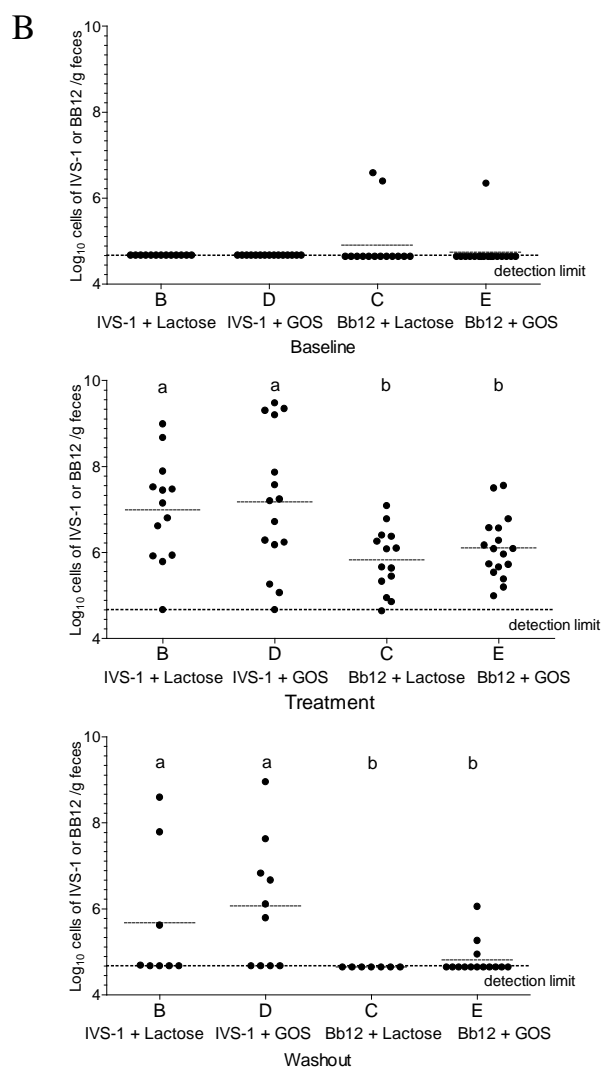 B
Log10 cells of IVS-1 or BB12 /g feces
10
8
6
4
detection limit
B D C E
IVS-1 + Lactose IVS-1 + GOS Bb12 + Lactose Bb12 + GOS
Baseline
Log10 cells of IVS-1 or BB12 /g feces
10
8
6
4
a a b b
detection limit
B D C E
IVS-1 + Lactose IVS-1 + GOS Bb12 + Lactose Bb12 + GOS
Treatment
Log10 cells of IVS-1 or BB12 /g feces
10
8
6
4
a a b b
detection limit
B D C E
IVS-1 + Lactose IVS-1 + GOS Bb12 + Lactose Bb12 + GOS
Washout